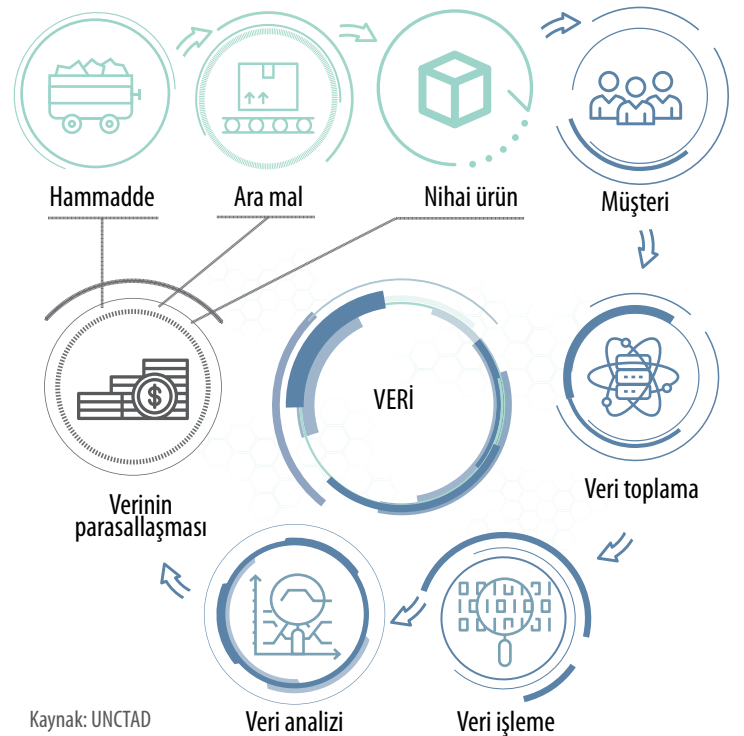 Hammadde
Ara mal
Nihai ürün
Müşteri
VERİ
Veri toplama
Verinin
parasallaşması
$
Veri analizi
Veri işleme
Kaynak: UNCTAD